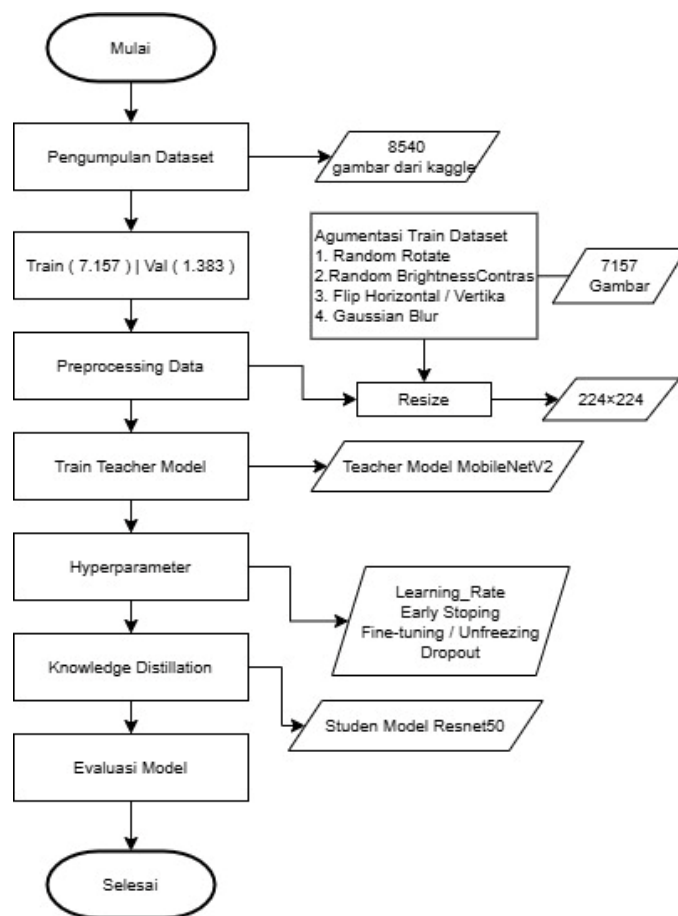 Mulai
Pengumpulan Dataset
8540
gambar dari kaggle
Train ( 7.157 ) | Val ( 1.383 )
Agumentasi Train Dataset
1. Random Rotate
2.Random BrightnessContras
3. Flip Horizontal / Vertika
4. Gaussian Blur
7157
Gambar
Preprocessing Data
Resize
224×224
Train Teacher Model
Teacher Model MobileNetV2
Hyperparameter
Learning_Rate
Early Stoping
Fine-tuning / Unfreezing
Dropout
Knowledge Distillation
Studen Model Resnet50
Evaluasi Model
Selesai